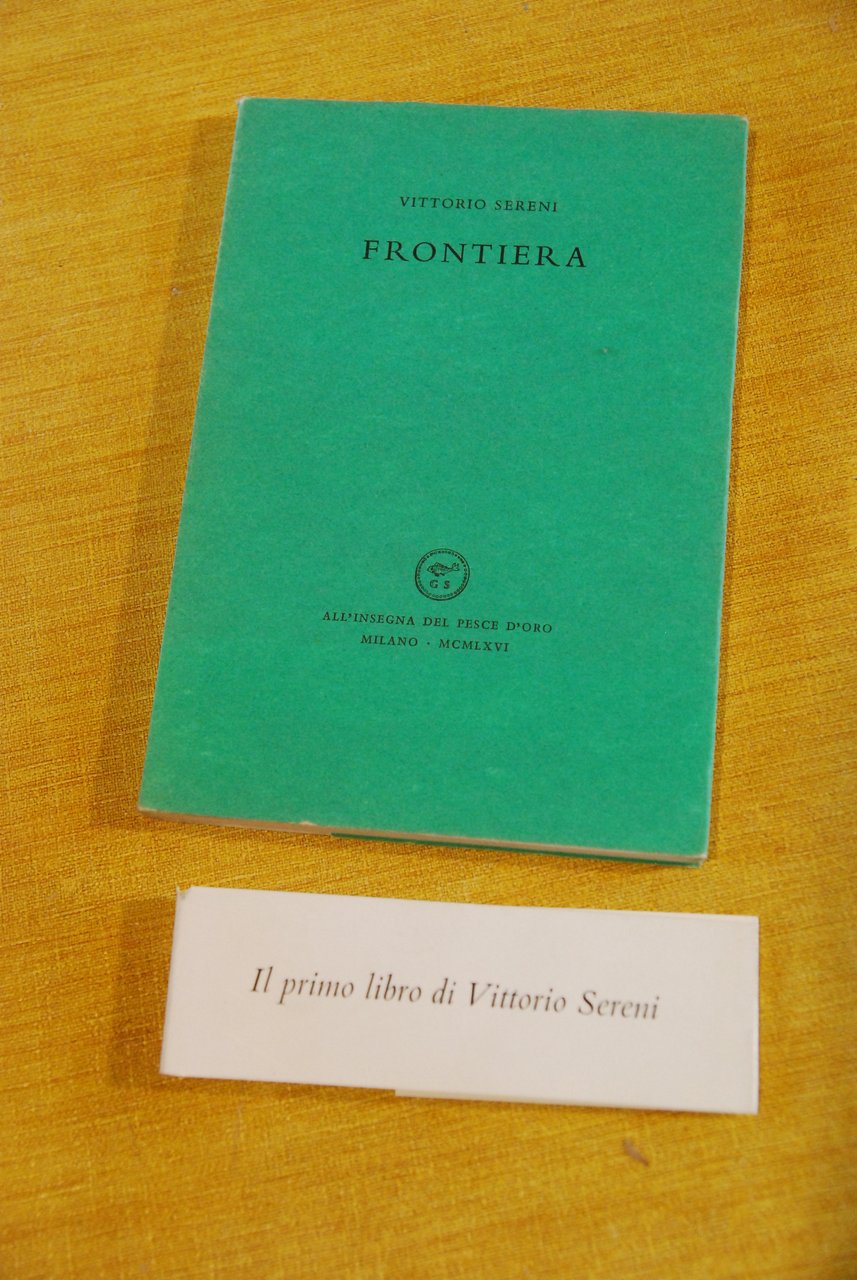 VITTORIO SERENI
FRONTIERA
G S
ALL'INSEGNA DEL PESCE D'ORO
MILANO · MCMLXVI
Il primo libro di Vittorio Sereni